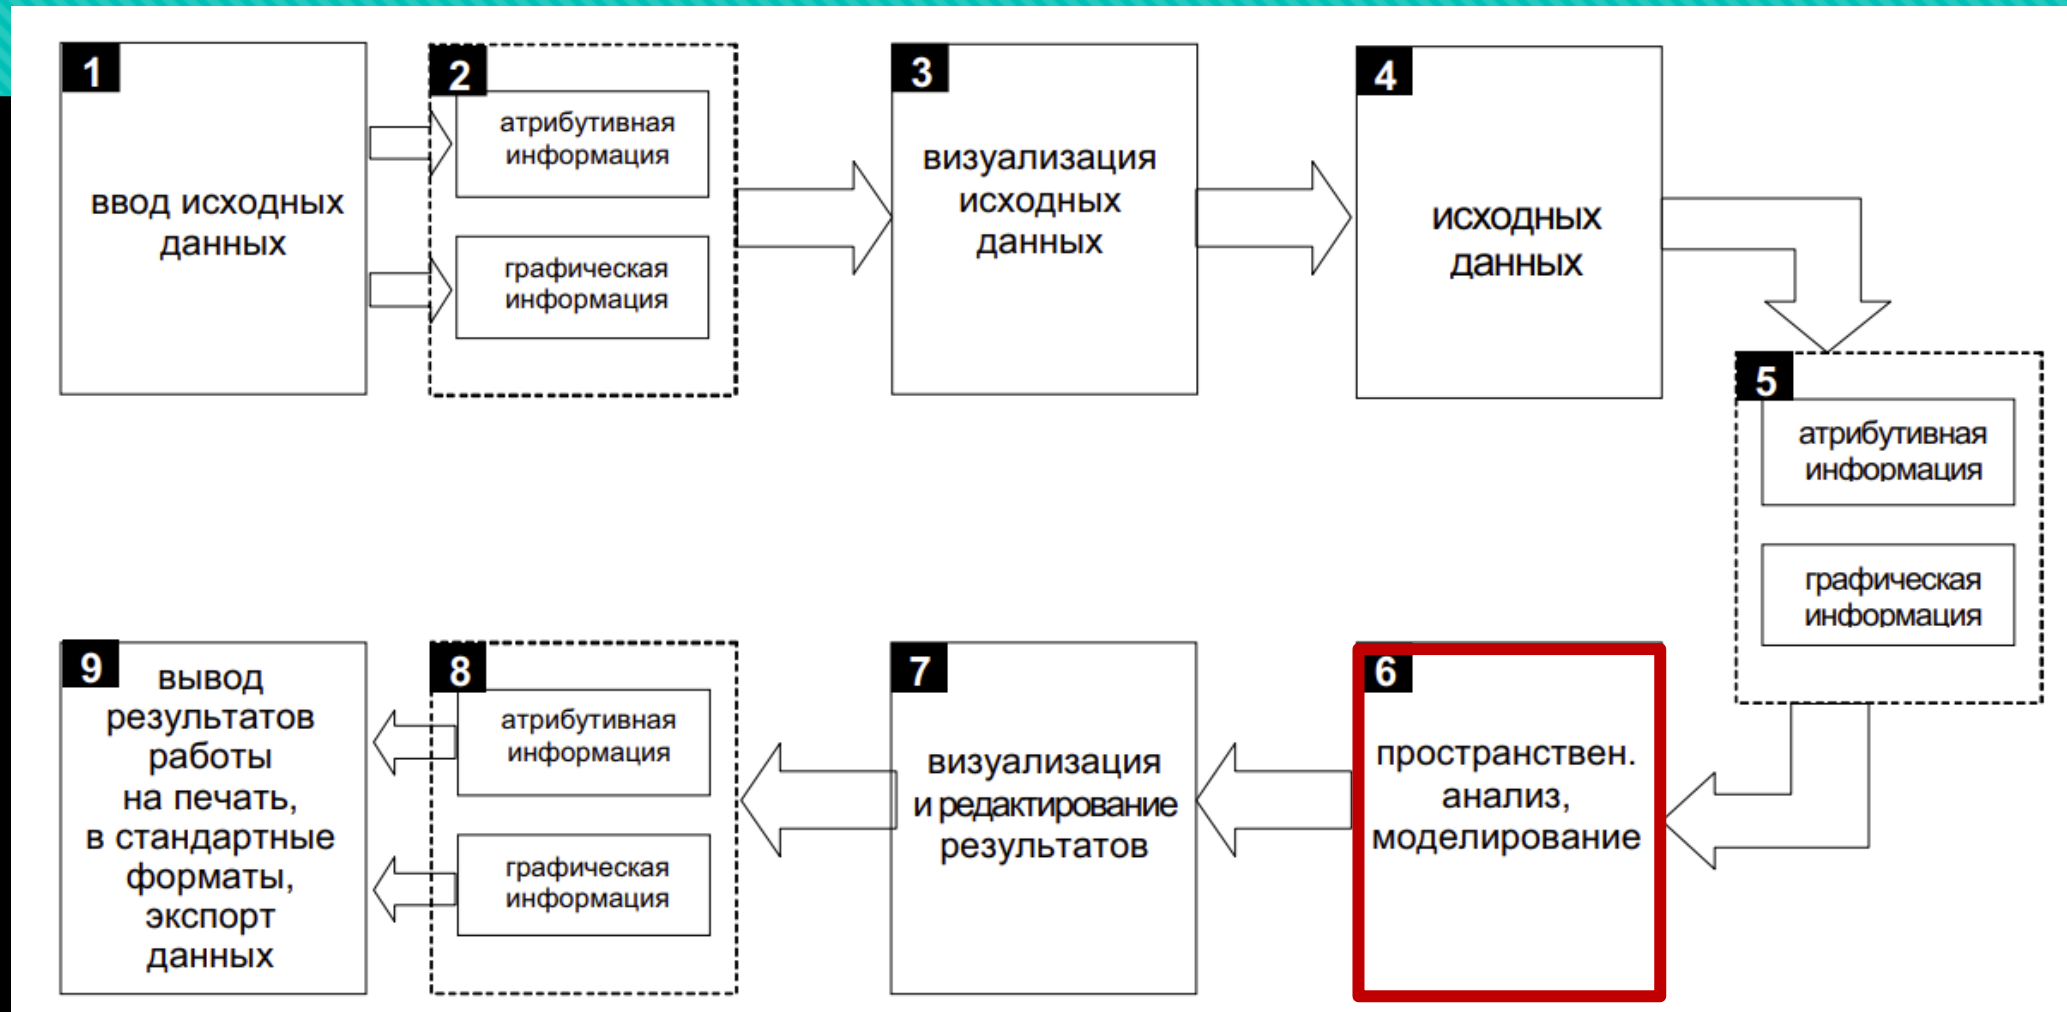 1
ввод исходных
данных
2
атрибутивная
информация
графическая
информация
3
визуализация
исходных
данных
4
исходных
данных
5
атрибутивная
информация
графическая
информация
6
пространствен.
анализ,
моделирование
7
визуализация
и редактирование
результатов
8
атрибутивная
информация
графическая
информация
9
вывод
результатов
работы
на печать,
в стандартные
форматы,
экспорт
данных